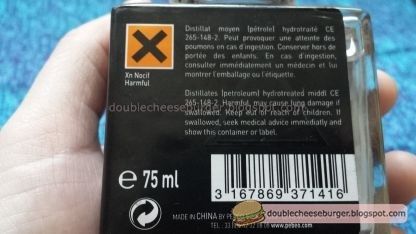 Distillat moyen (pétrole) hydrotraité CE
265-148-2. Peut provoquer une atteinte des
poumons en cas d'ingestion. Conserver hors de
portée des enfants. En cas d'ingestion,
consulter immédiatement un médecin et lui
montrer l'emballage ou l'étiquette.
Xn Nocif
Harmful
Distillates (petroleum) hydrotreated middl CE
265-148-2. Harmful, may cause lung damage if
swallowed. Keep out of reach of children. If
swallowed, seek medical advice immediately and
show this container or label.
doublecheeseburger.blogspot.com
e 75 ml
3 167869 371416
MADE IN CHINA BY
www.pebeo.com
doublecheeseburger.blogspot.com